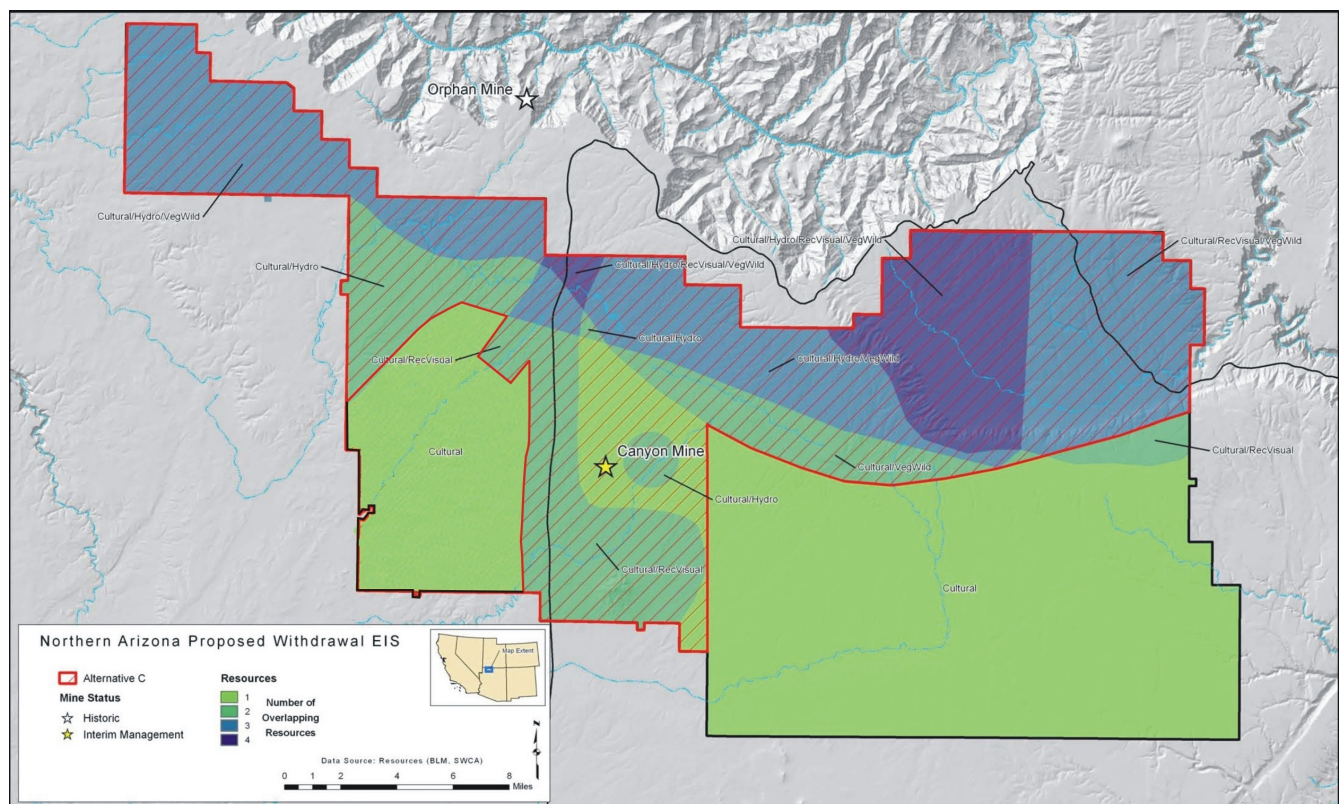 Orphan Mine
Cultural/Hydro/VegWild
Cultural/Hydro/RecVisual/VegWild
Cultural/RecVisual/VegWild
Cultural/Hydro
Cultural/Hydro/RecVisual/VegWild
Cultural/Hydro
Cultural/RecVisual
Cultural/Hydro/VegWild
Cultural
Canyon Mine
Cultural/RecVisual
Cultural/VegWild
Cultural/Hydro
Cultural/RecVisual
Cultural
Northern Arizona Proposed Withdrawal EIS
Map Extent
Alternative C
Mine Status
Historic
Interim Management
Resources
1
2
3
4
Number of
Overlapping
Resources
N
Data Source: Resources (BLM, SWCA)
0 1 2 4 6 8
Miles